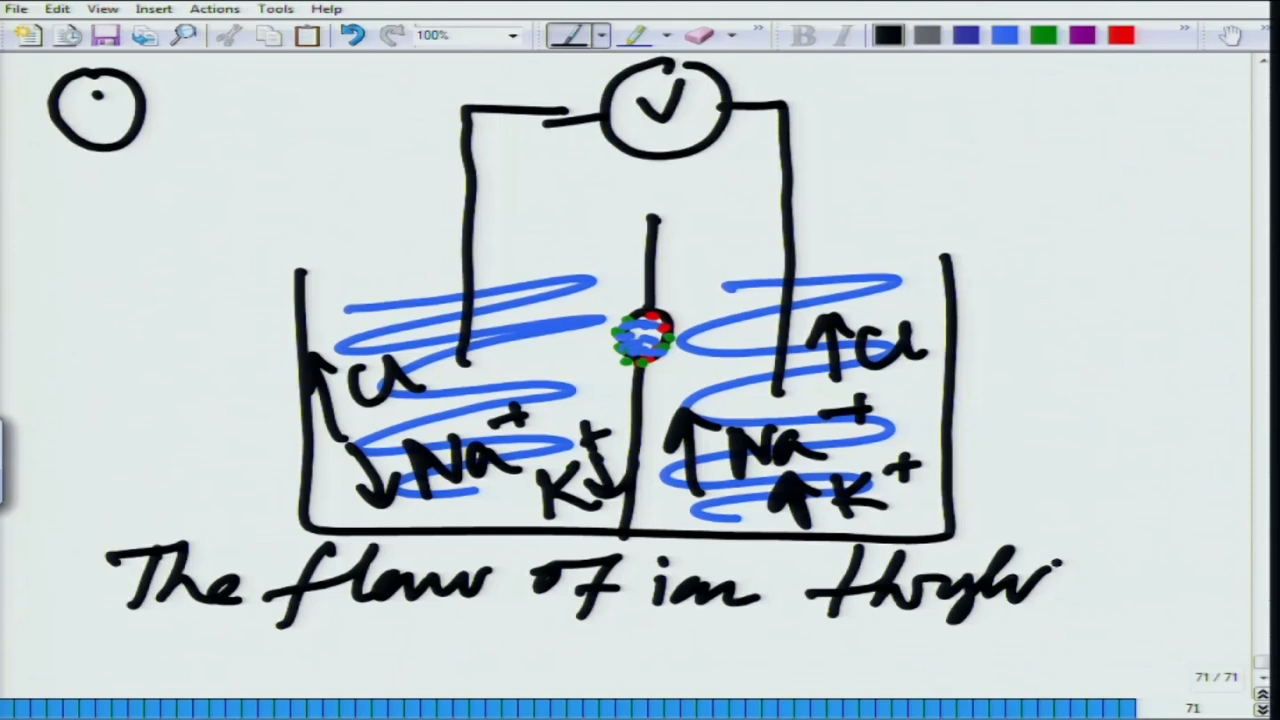 File Edit View Insert Actions Tools Help
100%
B I
V
↑ Cl
↑ Cl
↓ Na+
K+ ↓
↑ Na+
↑ K+
The flow of ion through
71 / 71
71